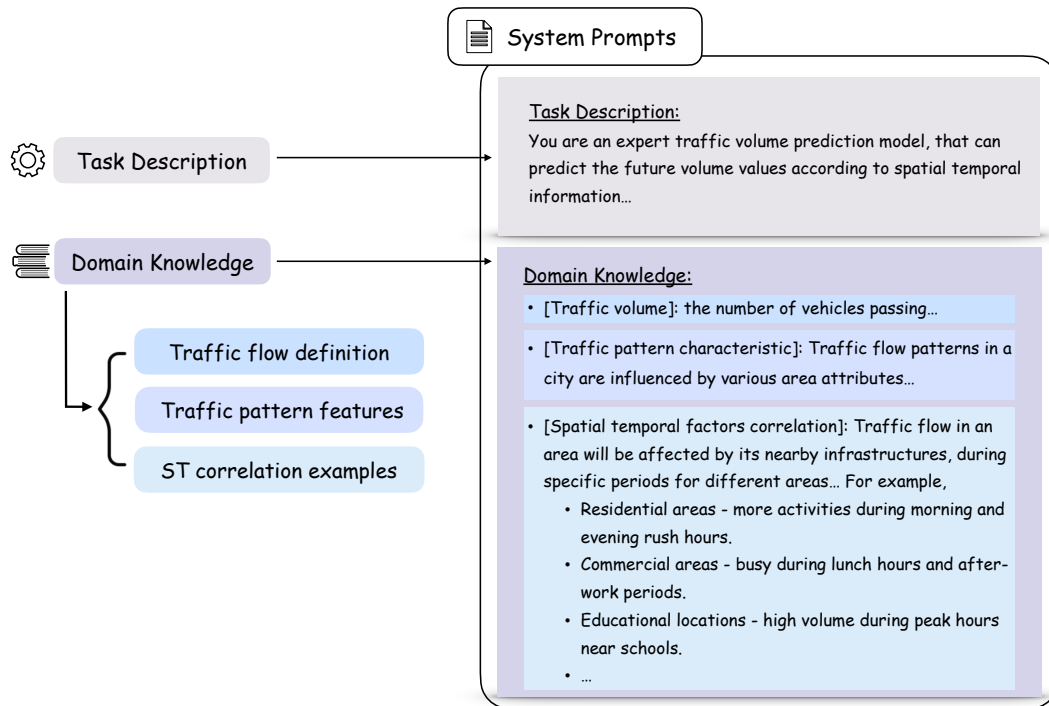 System Prompts
Task Description
Domain Knowledge
Traffic flow definition
Traffic pattern features
ST correlation examples
Task Description:
You are an expert traffic volume prediction model, that can
predict the future volume values according to spatial temporal
information…
Domain Knowledge:
• [Traffic volume]: the number of vehicles passing…
• [Traffic pattern characteristic]: Traffic flow patterns in a
city are influenced by various area attributes…
• [Spatial temporal factors correlation]: Traffic flow in an
area will be affected by its nearby infrastructures, during
specific periods for different areas… For example,
• Residential areas - more activities during morning and
evening rush hours.
• Commercial areas - busy during lunch hours and after-
work periods.
• Educational locations - high volume during peak hours
near schools.
• …